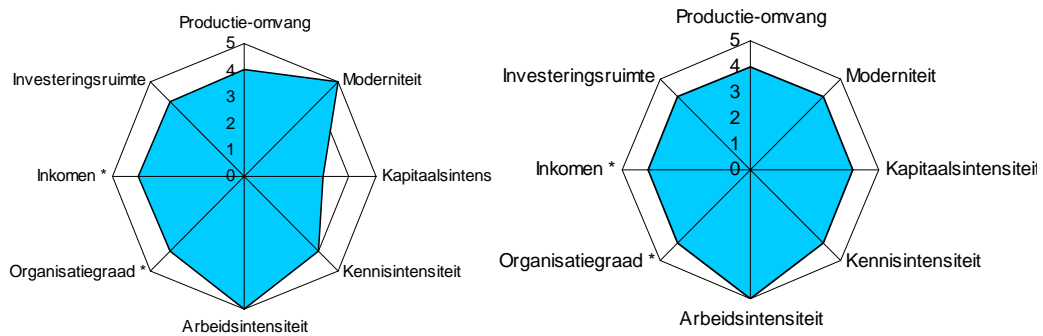 Productie-omvang
5
Investeringsruimte
Moderniteit
4
3
2
1
Inkomen *
0
Kapitaalsintens
Organisatiegraad *
Kennisintensiteit
Arbeidsintensiteit
Productie-omvang
5
Investeringsruimte
Moderniteit
4
3
2
1
Inkomen *
0
Kapitaalsintensiteit
Organisatiegraad *
Kennisintensiteit
Arbeidsintensiteit